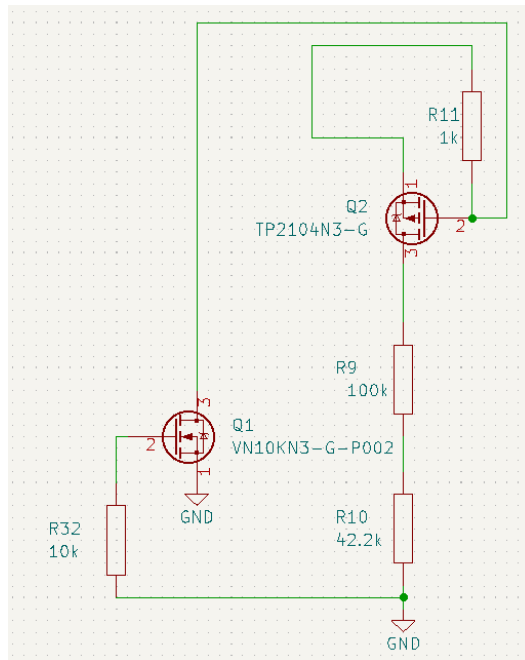 R11
1k
1
Q2
TP2104N3-G
2
3
R9
100k
3
Q1
VN10KN3-G-P002
2
1
GND
R32
10k
R10
42.2k
GND